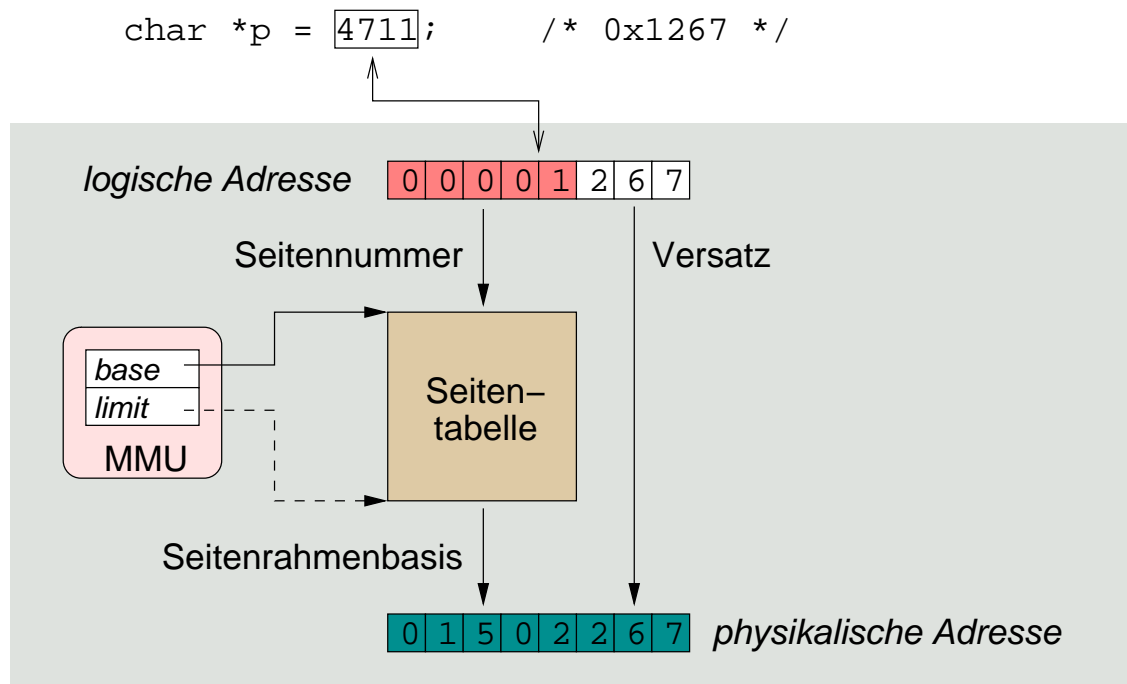 char *p = 4711; /* 0x1267 */
logische Adresse 0 0 0 0 1 2 6 7
Seitennummer Versatz
base
limit
MMU
Seiten–
tabelle
Seitenrahmenbasis
0 1 5 0 2 2 6 7 physikalische Adresse